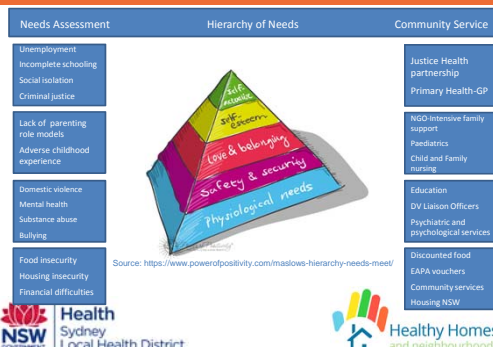 Needs Assessment
Hierarchy of Needs
Community Service
Unemployment
Incomplete schooling
Social isolation
Criminal justice
Lack of parenting
role models
Adverse childhood
experience
Domestic violence
Mental health
Substance abuse
Bullying
Food insecurity
Housing insecurity
Financial difficulties
Self-
Self-esteem
Love & belonging
Safety & security
Physiological needs
Justice Health
partnership
Primary Health-GP
NGO-Intensive family
support
Paediatrics
Child and Family
nursing
Education
DV Liaison Officers
Psychiatric and
psychological services
Discounted food
EAPA vouchers
Community services
Housing NSW
Source: https://www.powerofpositivity.com/maslows-hierarchy-needs-meet/
NSW
Health
Sydney
Local Health District
Healthy Homes
and neighbourhoods